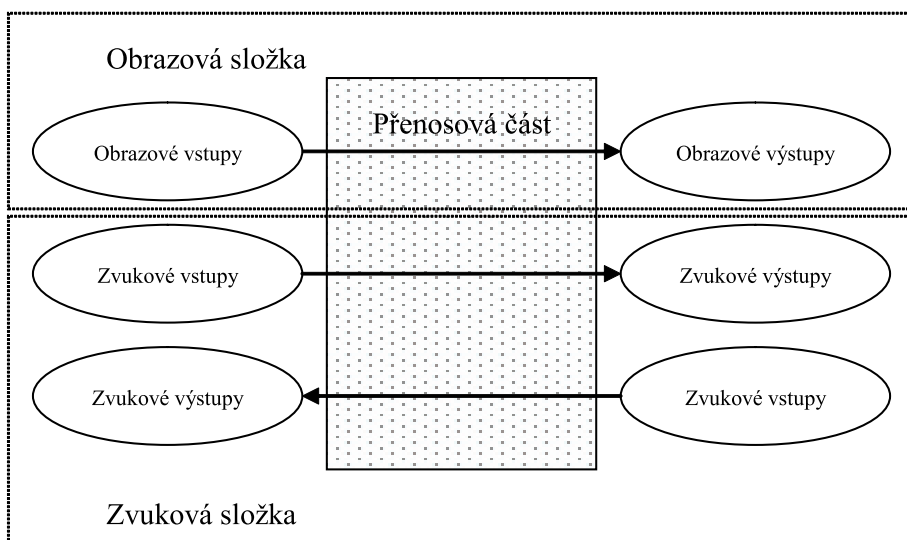 Obrazová složka
Přenosová část
Obrazové vstupy
Obrazové výstupy
Zvukové vstupy
Zvukové výstupy
Zvukové výstupy
Zvukové vstupy
Zvuková složka